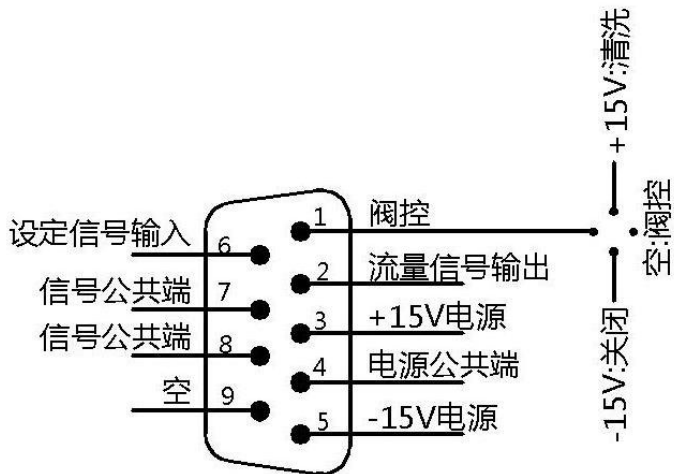 设定信号输入
6
信号公共端
7
信号公共端
8
空
9
1
阀控
2
流量信号输出
3
+15V电源
4
电源公共端
5
-15V电源
+15V:清洗
空:阀控
-15V:关闭